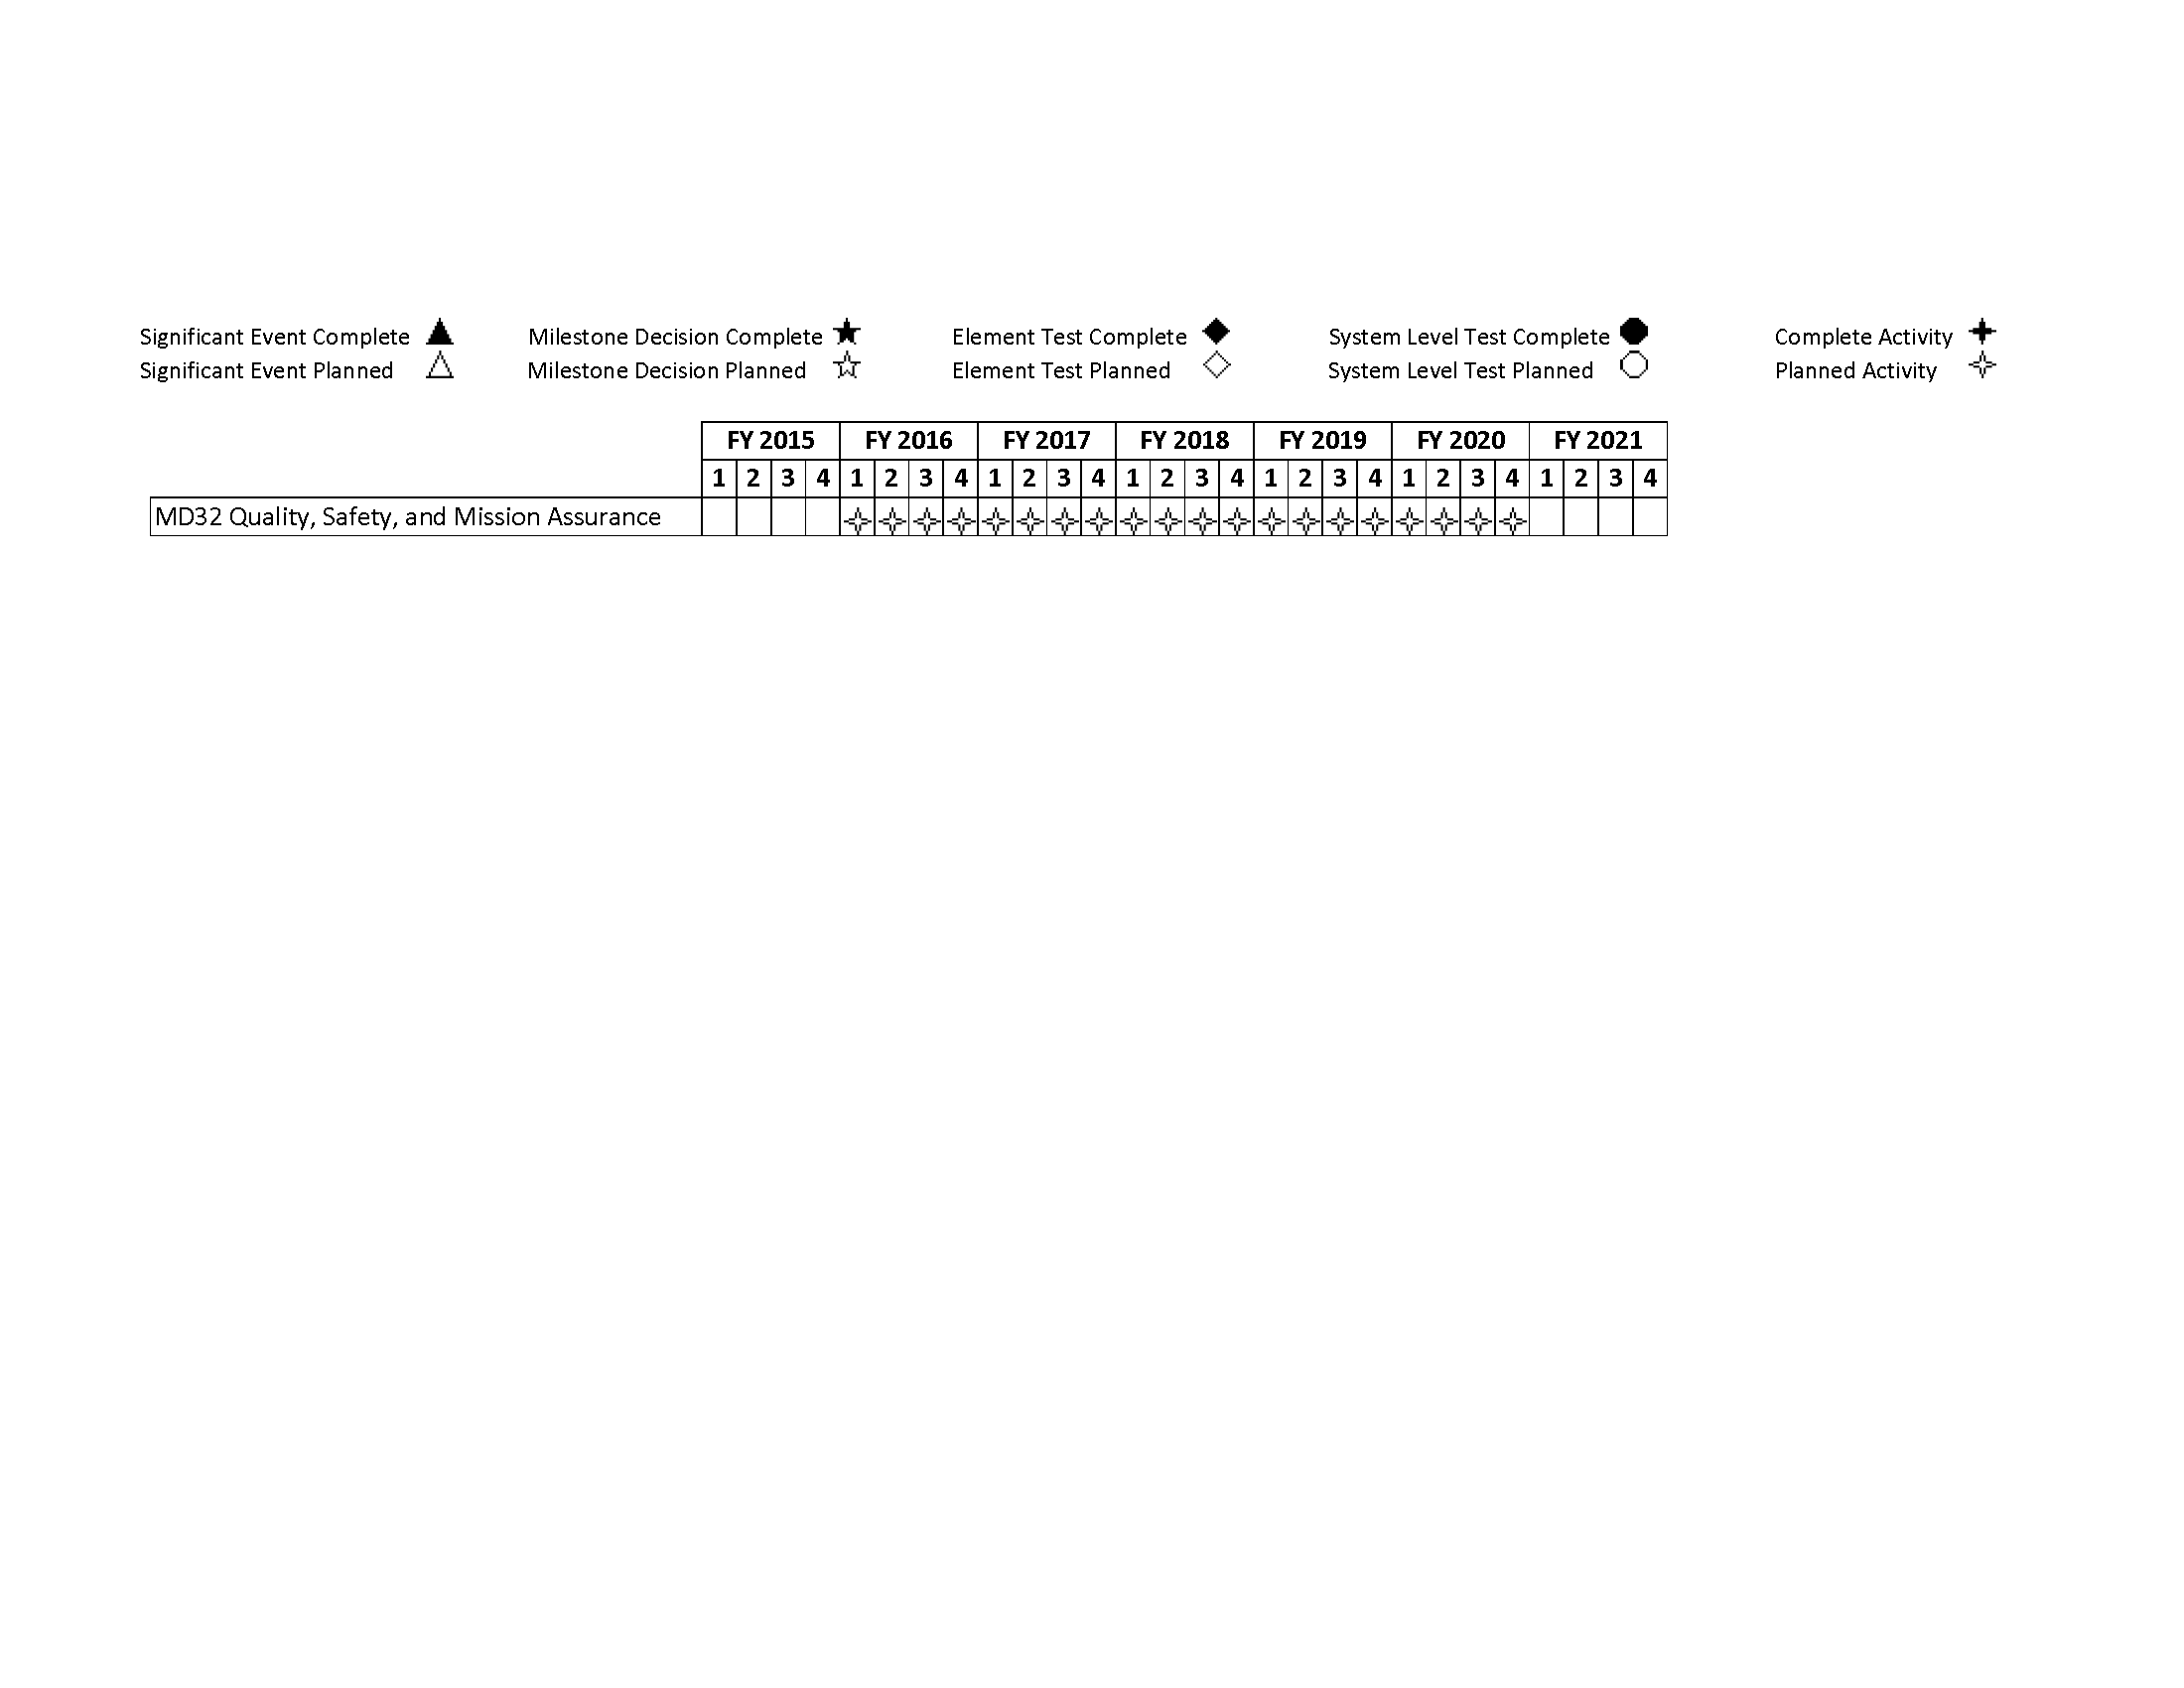 Significant Event Complete Milestone Decision Complete Element Test Complete System Level Test Complete Complete Activity
Significant Event Planned Milestone Decision Planned Element Test Planned System Level Test Planned Planned Activity
FY 2015 FY 2016 FY 2017 FY 2018 FY 2019 FY 2020 FY 2021
1 2 3 4 1 2 3 4 1 2 3 4 1 2 3 4 1 2 3 4 1 2 3 4 1 2 3 4
MD32 Quality, Safety, and Mission Assurance